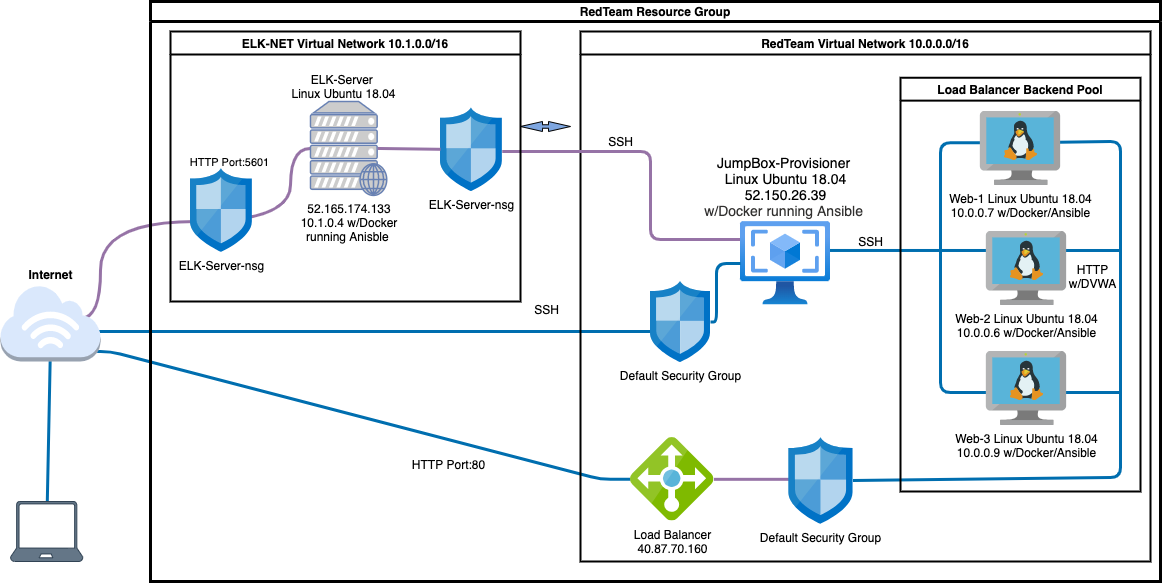 RedTeam Resource Group
ELK-NET Virtual Network 10.1.0.0/16
RedTeam Virtual Network 10.0.0.0/16
ELK-Server
Linux Ubuntu 18.04
HTTP Port:5601
52.165.174.133
10.1.0.4 w/Docker
running Anisble
ELK-Server-nsg
ELK-Server-nsg
SSH
JumpBox-Provisioner
Linux Ubuntu 18.04
52.150.26.39
w/Docker running Ansible
SSH
Load Balancer Backend Pool
Web-1 Linux Ubuntu 18.04
10.0.0.7 w/Docker/Ansible
HTTP
w/DVWA
Web-2 Linux Ubuntu 18.04
10.0.0.6 w/Docker/Ansible
Web-3 Linux Ubuntu 18.04
10.0.0.9 w/Docker/Ansible
Internet
SSH
Default Security Group
HTTP Port:80
Load Balancer
40.87.70.160
Default Security Group